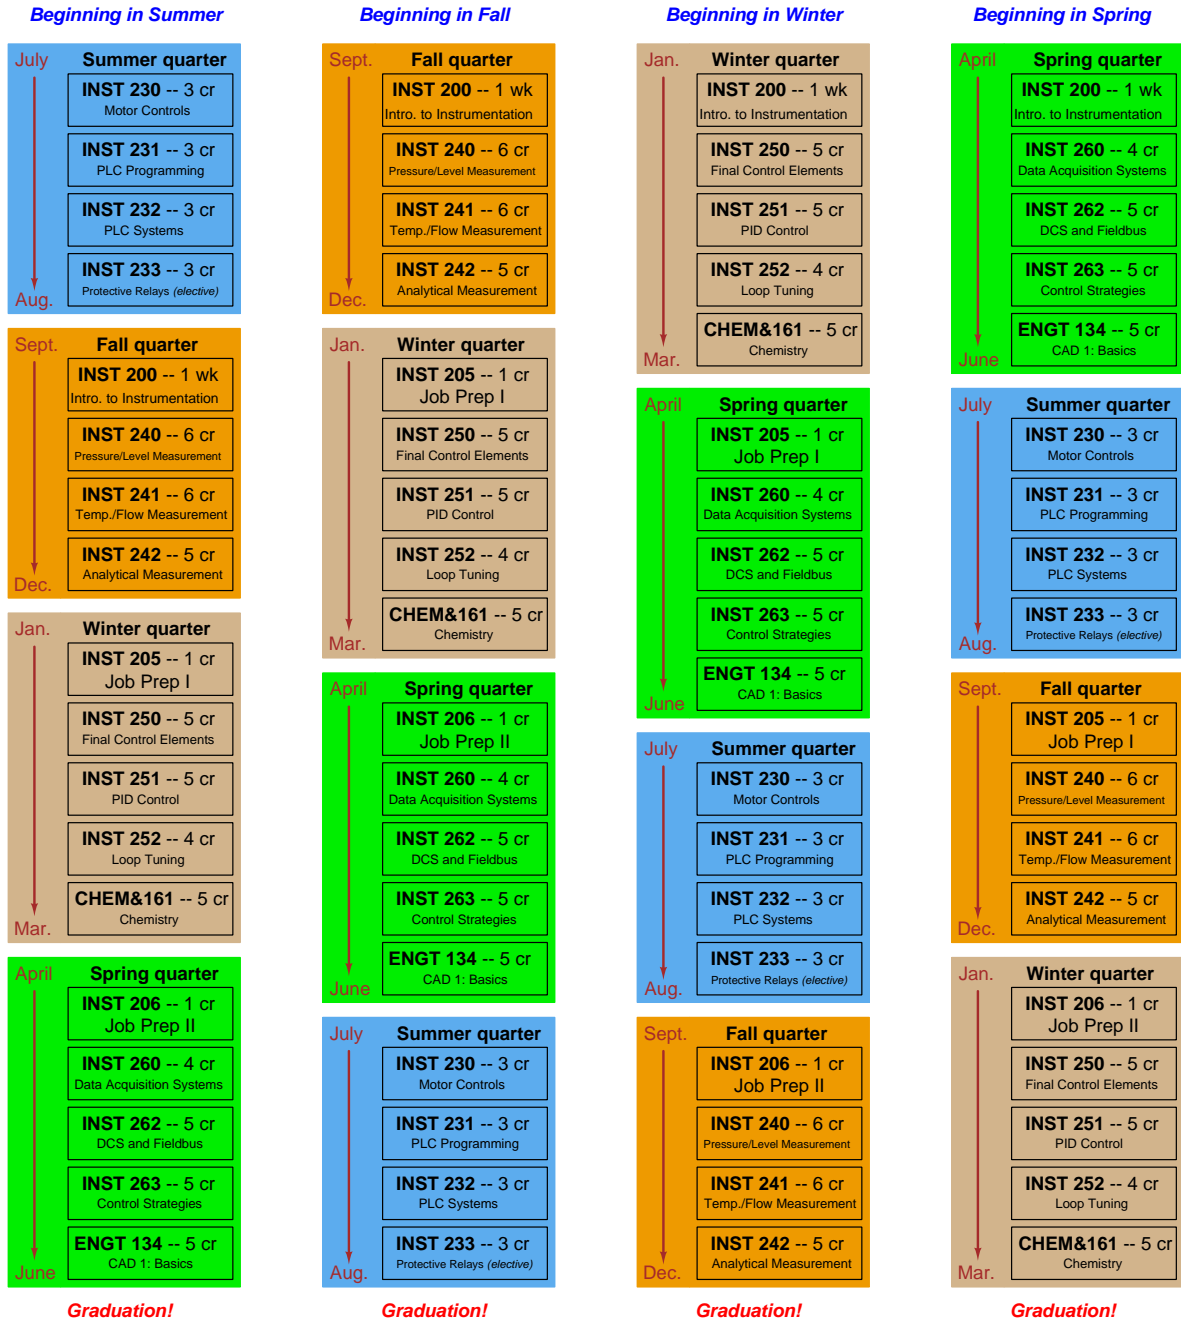 Beginning in Summer
July
Summer quarter
INST 230 -- 3 cr
Motor Controls
INST 231 -- 3 cr
PLC Programming
INST 232 -- 3 cr
PLC Systems
INST 233 -- 3 cr
Protective Relays (elective)
Aug.
Sept.
Fall quarter
INST 200 -- 1 wk
Intro. to Instrumentation
INST 240 -- 6 cr
Pressure/Level Measurement
INST 241 -- 6 cr
Temp./Flow Measurement
INST 242 -- 5 cr
Analytical Measurement
Dec.
Jan.
Winter quarter
INST 205 -- 1 cr
Job Prep I
INST 250 -- 5 cr
Final Control Elements
INST 251 -- 5 cr
PID Control
INST 252 -- 4 cr
Loop Tuning
CHEM&161 -- 5 cr
Chemistry
Mar.
April
Spring quarter
INST 206 -- 1 cr
Job Prep II
INST 260 -- 4 cr
Data Acquisition Systems
INST 262 -- 5 cr
DCS and Fieldbus
INST 263 -- 5 cr
Control Strategies
ENGT 134 -- 5 cr
CAD 1: Basics
June
Graduation!
Beginning in Fall
Sept.
Fall quarter
INST 200 -- 1 wk
Intro. to Instrumentation
INST 240 -- 6 cr
Pressure/Level Measurement
INST 241 -- 6 cr
Temp./Flow Measurement
INST 242 -- 5 cr
Analytical Measurement
Dec.
Jan.
Winter quarter
INST 205 -- 1 cr
Job Prep I
INST 250 -- 5 cr
Final Control Elements
INST 251 -- 5 cr
PID Control
INST 252 -- 4 cr
Loop Tuning
CHEM&161 -- 5 cr
Chemistry
Mar.
April
Spring quarter
INST 206 -- 1 cr
Job Prep II
INST 260 -- 4 cr
Data Acquisition Systems
INST 262 -- 5 cr
DCS and Fieldbus
INST 263 -- 5 cr
Control Strategies
ENGT 134 -- 5 cr
CAD 1: Basics
June
July
Summer quarter
INST 230 -- 3 cr
Motor Controls
INST 231 -- 3 cr
PLC Programming
INST 232 -- 3 cr
PLC Systems
INST 233 -- 3 cr
Protective Relays (elective)
Aug.
Graduation!
Beginning in Winter
Jan.
Winter quarter
INST 200 -- 1 wk
Intro. to Instrumentation
INST 250 -- 5 cr
Final Control Elements
INST 251 -- 5 cr
PID Control
INST 252 -- 4 cr
Loop Tuning
CHEM&161 -- 5 cr
Chemistry
Mar.
April
Spring quarter
INST 205 -- 1 cr
Job Prep I
INST 260 -- 4 cr
Data Acquisition Systems
INST 262 -- 5 cr
DCS and Fieldbus
INST 263 -- 5 cr
Control Strategies
ENGT 134 -- 5 cr
CAD 1: Basics
June
July
Summer quarter
INST 230 -- 3 cr
Motor Controls
INST 231 -- 3 cr
PLC Programming
INST 232 -- 3 cr
PLC Systems
INST 233 -- 3 cr
Protective Relays (elective)
Aug.
Sept.
Fall quarter
INST 206 -- 1 cr
Job Prep II
INST 240 -- 6 cr
Pressure/Level Measurement
INST 241 -- 6 cr
Temp./Flow Measurement
INST 242 -- 5 cr
Analytical Measurement
Dec.
Graduation!
Beginning in Spring
April
Spring quarter
INST 200 -- 1 wk
Intro. to Instrumentation
INST 260 -- 4 cr
Data Acquisition Systems
INST 262 -- 5 cr
DCS and Fieldbus
INST 263 -- 5 cr
Control Strategies
ENGT 134 -- 5 cr
CAD 1: Basics
June
July
Summer quarter
INST 230 -- 3 cr
Motor Controls
INST 231 -- 3 cr
PLC Programming
INST 232 -- 3 cr
PLC Systems
INST 233 -- 3 cr
Protective Relays (elective)
Aug.
Sept.
Fall quarter
INST 205 -- 1 cr
Job Prep I
INST 240 -- 6 cr
Pressure/Level Measurement
INST 241 -- 6 cr
Temp./Flow Measurement
INST 242 -- 5 cr
Analytical Measurement
Dec.
Jan.
Winter quarter
INST 206 -- 1 cr
Job Prep II
INST 250 -- 5 cr
Final Control Elements
INST 251 -- 5 cr
PID Control
INST 252 -- 4 cr
Loop Tuning
CHEM&161 -- 5 cr
Chemistry
Mar.
Graduation!